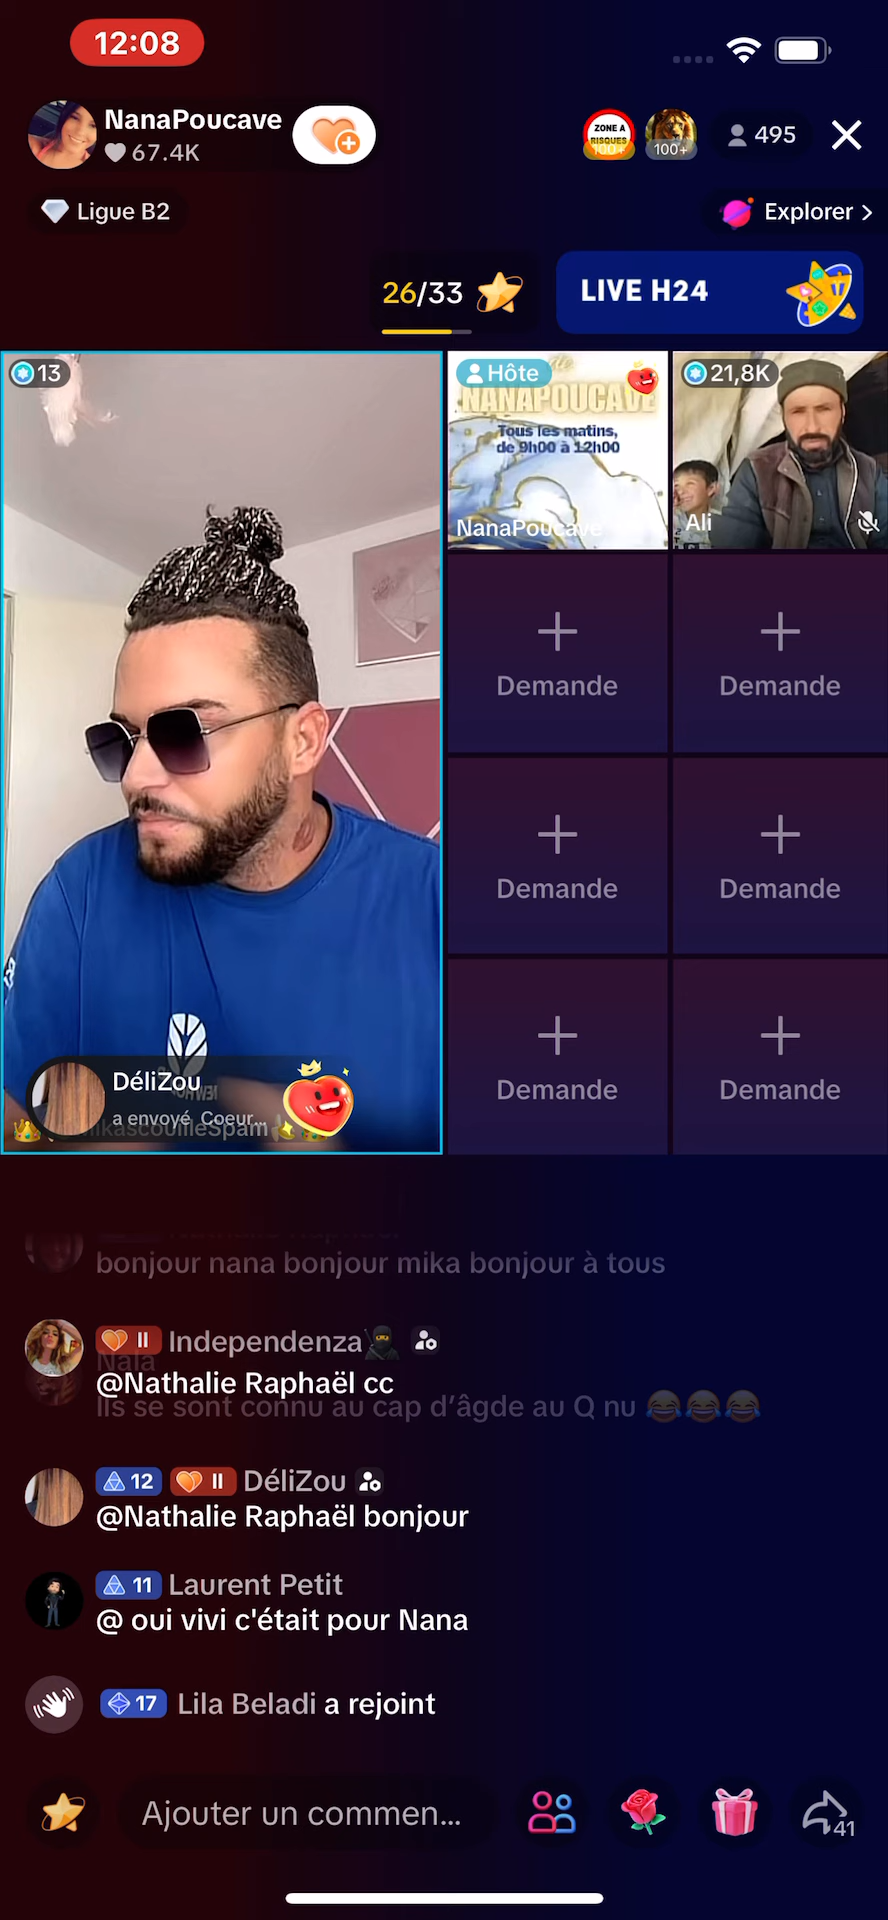 12:08
NanaPoucave
67.4K
ZONE A
RISQUES
100+
100+
495
Ligue B2
Explorer >
26/33
LIVE H24
13
Hôte
NANAPOUCAVE
Tous les matins,
de 9h00 à 12h00
NanaPoucave
21,8K
Ali
Demande
Demande
Demande
Demande
Demande
Demande
DéliZou
a envoyé Coeur...
bonjour nana bonjour mika bonjour à tous
II Independenza
@Nathalie Raphaël cc
Nala
Ils se sont connu au cap d’âgde au Q nu 😂😂😂
12 II DéliZou
@Nathalie Raphaël bonjour
11 Laurent Petit
@ oui vivi c'était pour Nana
17 Lila Beladi a rejoint
Ajouter un commen...
41